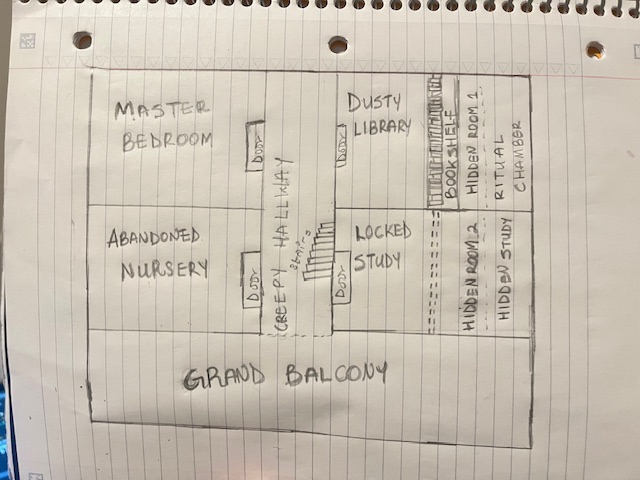 MASTER
BEDROOM
DOOR
CREEPY HALLWAY
stairs
DUSTY
LIBRARY
DOOR
BOOKSHELF
HIDDEN ROOM 1
RITUAL
CHAMBER
ABANDONED
NURSERY
DOOR
LOCKED
STUDY
DOOR
HIDDEN ROOM 2
HIDDEN STUDY
GRAND BALCONY